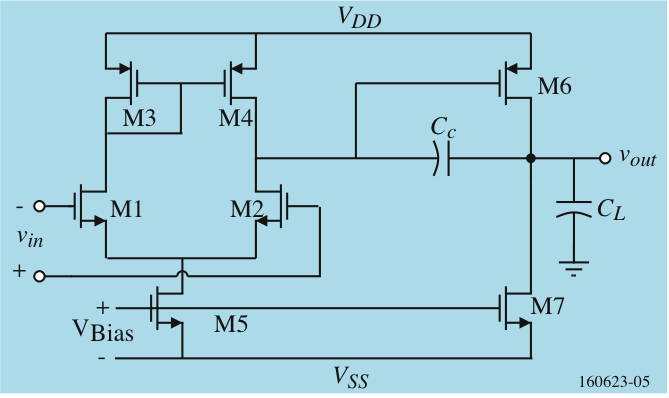 VDD
M3
M4
M6
Cc
vout
-
M1
M2
CL
vin
+
+
M7
VBias
M5
-
VSS
160623-05